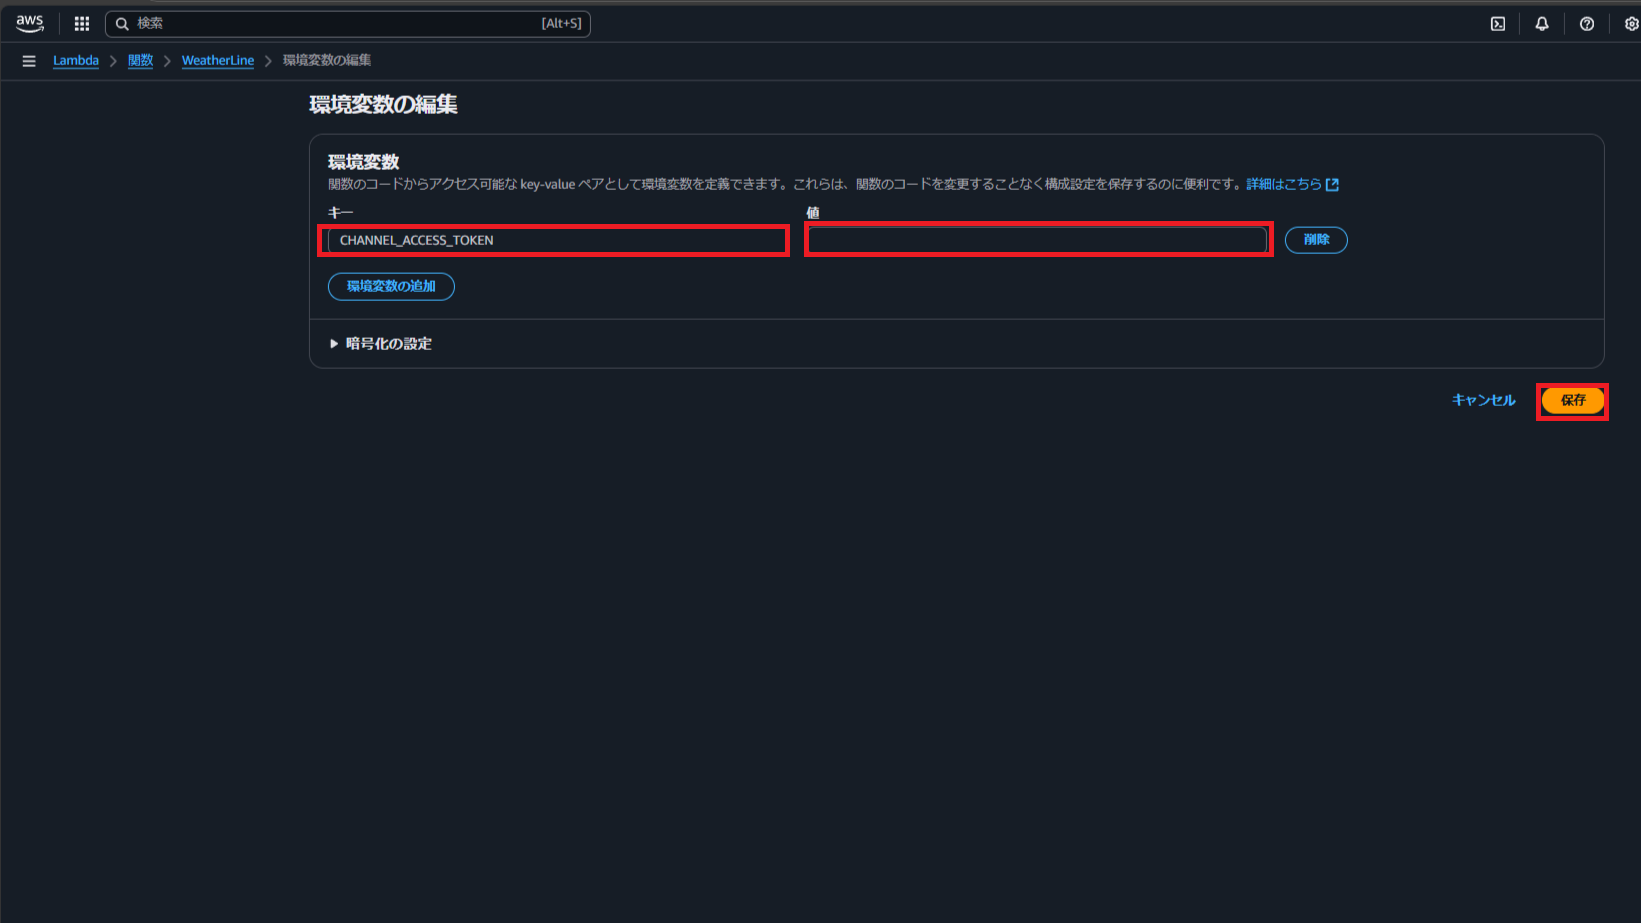 aws
検索 [Alt+S]
Lambda 関数 WeatherLine 環境変数の編集
環境変数の編集
環境変数
関数のコードからアクセス可能な key-value ペアとして環境変数を定義できます。これらは、関数のコードを変更することなく構成設定を保存するのに便利です。詳細はこちら
キー 値
CHANNEL_ACCESS_TOKEN 削除
環境変数の追加
暗号化の設定
キャンセル 保存